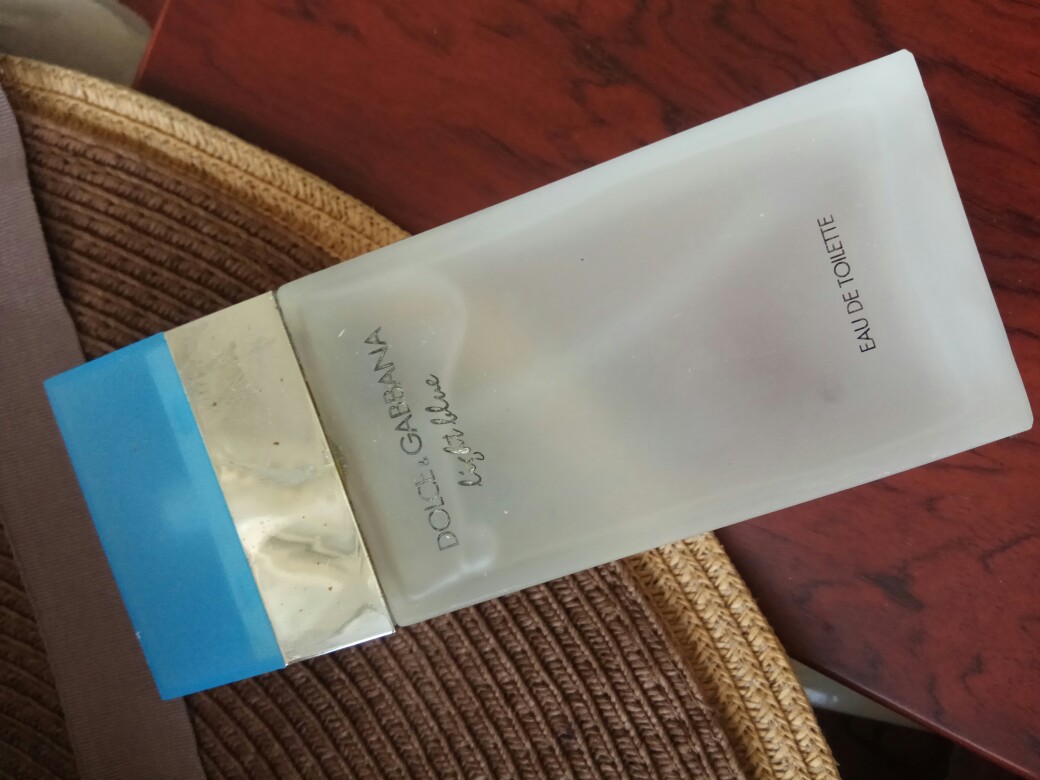 DOLCE & GABBANA
light blue
EAU DE TOILETTE